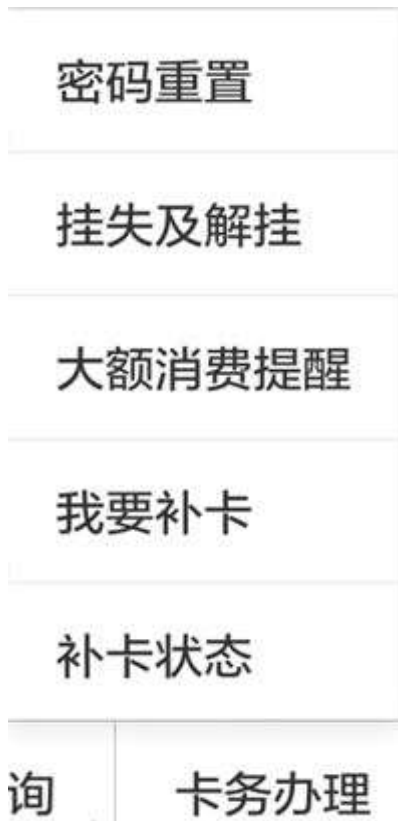 密码重置
挂失及解挂
大额消费提醒
我要补卡
补卡状态
询 卡务办理